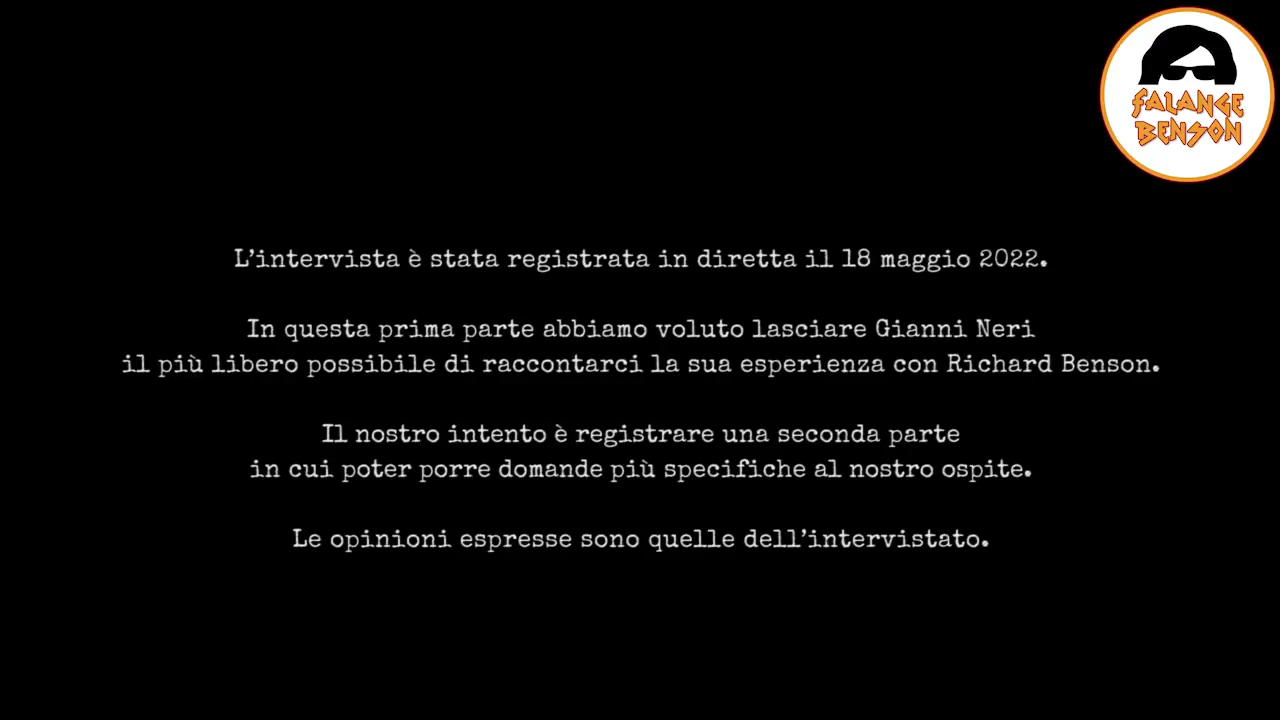 FALANGE
BENSON
L'intervista è stata registrata in diretta il 18 maggio 2022.
In questa prima parte abbiamo voluto lasciare Gianni Neri
il più libero possibile di raccontarci la sua esperienza con Richard Benson.
Il nostro intento è registrare una seconda parte
in cui poter porre domande più specifiche al nostro ospite.
Le opinioni espresse sono quelle dell'intervistato.